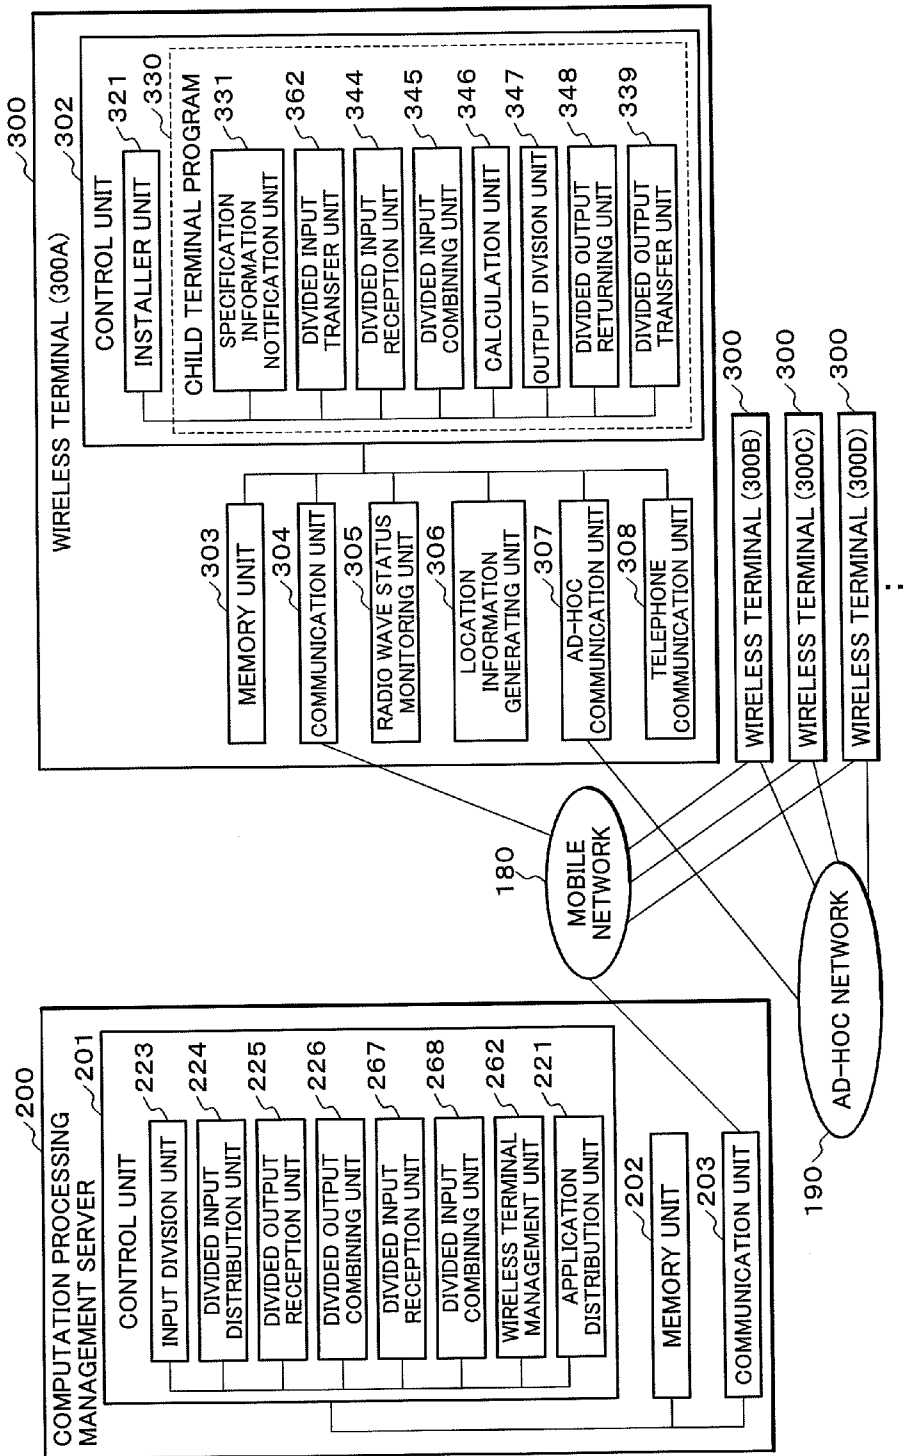 200
COMPUTATION PROCESSING
MANAGEMENT SERVER
201
CONTROL UNIT
223
INPUT DIVISION UNIT
224
DIVIDED INPUT
DISTRIBUTION UNIT
225
DIVIDED OUTPUT
RECEPTION UNIT
226
DIVIDED OUTPUT
COMBINING UNIT
267
DIVIDED INPUT
RECEPTION UNIT
268
DIVIDED INPUT
COMBINING UNIT
262
WIRELESS TERMINAL
MANAGEMENT UNIT
221
APPLICATION
DISTRIBUTION UNIT
202
MEMORY UNIT
203
COMMUNICATION UNIT
180
MOBILE
NETWORK
190
AD-HOC NETWORK
300
WIRELESS TERMINAL (300A)
302
CONTROL UNIT
321
INSTALLER UNIT
330
CHILD TERMINAL PROGRAM
331
SPECIFICATION
INFORMATION
NOTIFICATION UNIT
362
DIVIDED INPUT
TRANSFER UNIT
344
DIVIDED INPUT
RECEPTION UNIT
345
DIVIDED INPUT
COMBINING UNIT
346
CALCULATION UNIT
347
OUTPUT DIVISION UNIT
348
DIVIDED OUTPUT
RETURNING UNIT
339
DIVIDED OUTPUT
TRANSFER UNIT
303
MEMORY UNIT
304
COMMUNICATION UNIT
305
RADIO WAVE STATUS
MONITORING UNIT
306
LOCATION
INFORMATION
GENERATING UNIT
307
AD-HOC
COMMUNICATION UNIT
308
TELEPHONE
COMMUNICATION UNIT
300
WIRELESS TERMINAL (300B)
300
WIRELESS TERMINAL (300C)
300
WIRELESS TERMINAL (300D)